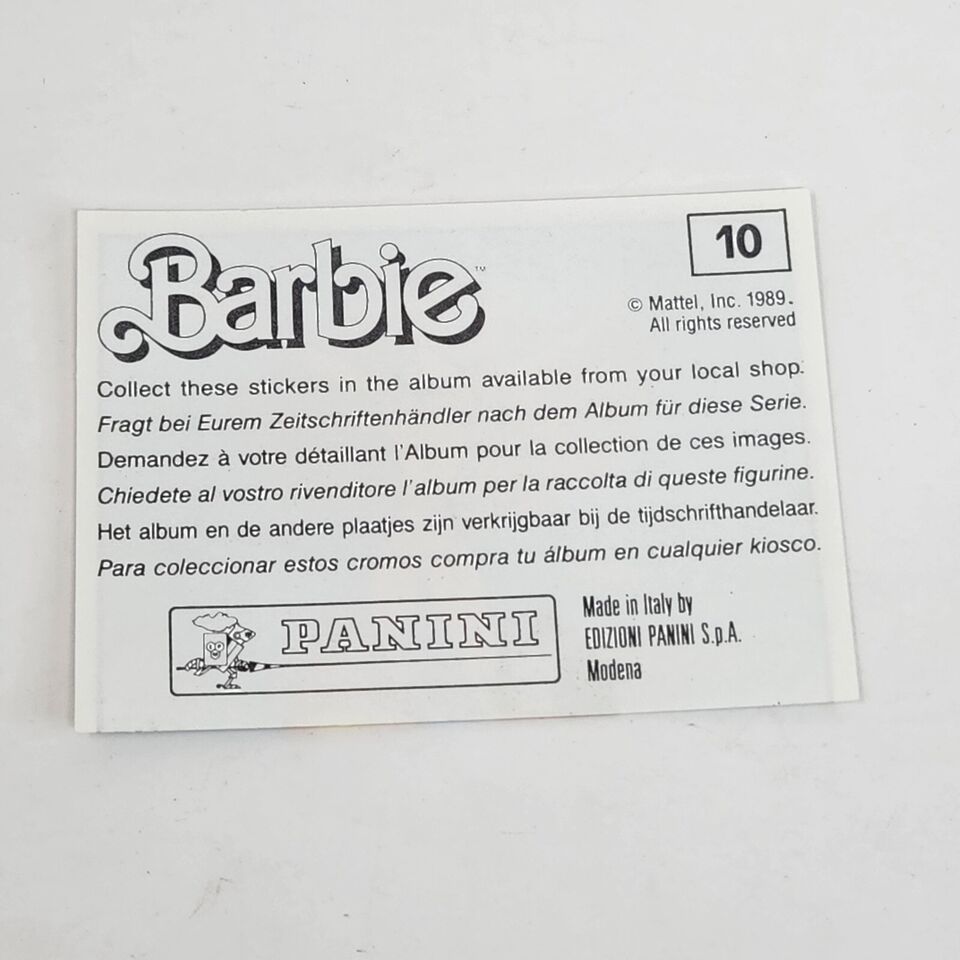 Barbie™
10
© Mattel, Inc. 1989.
All rights reserved
Collect these stickers in the album available from your local shop.
Fragt bei Eurem Zeitschriftenhändler nach dem Album für diese Serie.
Demandez à votre détaillant l'Album pour la collection de ces images.
Chiedete al vostro rivenditore l'album per la raccolta di queste figurine.
Het album en de andere plaatjes zijn verkrijgbaar bij de tijdschrifthandelaar.
Para coleccionar estos cromos compra tu álbum en cualquier kiosco.
PANINI
Made in Italy by
EDIZIONI PANINI S.p.A.
Modena